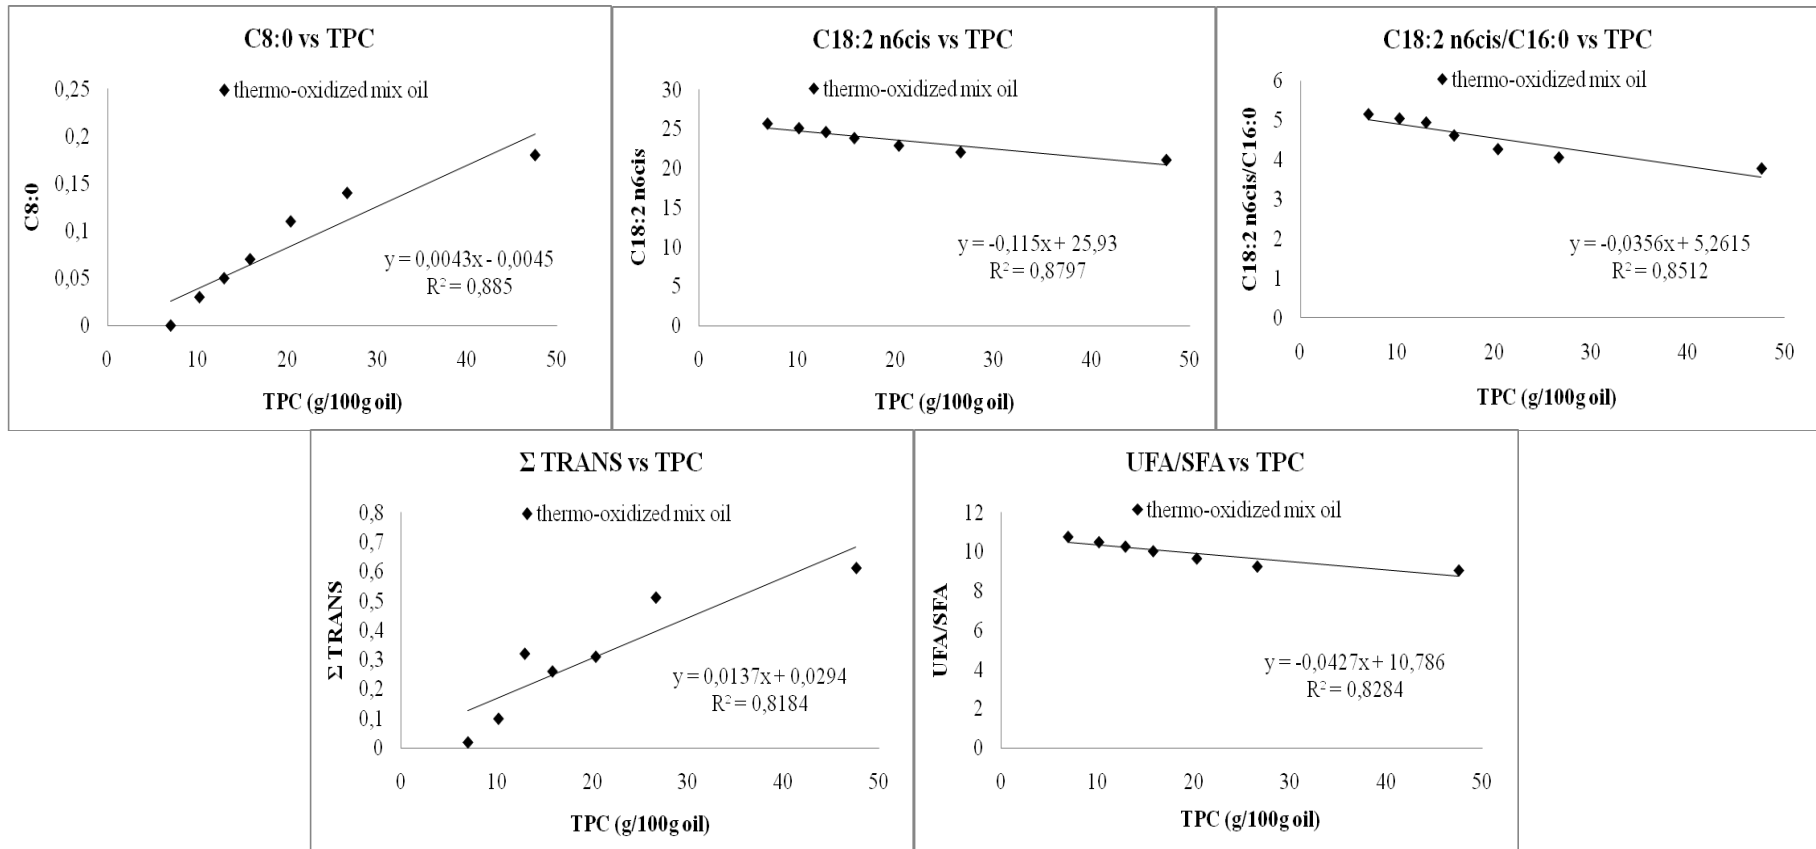 C8:0 vs TPC
thermo-oxidized mix oil
0,25
0,2
0,15
0,1
0,05
0
C8:0
y = 0,0043x - 0,0045
R² = 0,885
0 10 20 30 40 50
TPC (g/100g oil)
C18:2 n6cis vs TPC
thermo-oxidized mix oil
30
25
20
15
10
5
0
C18:2 n6cis
y = -0,115x + 25,93
R² = 0,8797
0 10 20 30 40 50
TPC (g/100g oil)
C18:2 n6cis/C16:0 vs TPC
thermo-oxidized mix oil
6
5
4
3
2
1
0
C18:2 n6cis/C16:0
y = -0,0356x + 5,2615
R² = 0,8512
0 10 20 30 40 50
TPC (g/100g oil)
Σ TRANS vs TPC
thermo-oxidized mix oil
0,8
0,7
0,6
0,5
0,4
0,3
0,2
0,1
0
Σ TRANS
y = 0,0137x + 0,0294
R² = 0,8184
0 10 20 30 40 50
TPC (g/100g oil)
UFA/SFA vs TPC
thermo-oxidized mix oil
12
10
8
6
4
2
0
UFA/SFA
y = -0,0427x + 10,786
R² = 0,8284
0 10 20 30 40 50
TPC (g/100g oil)